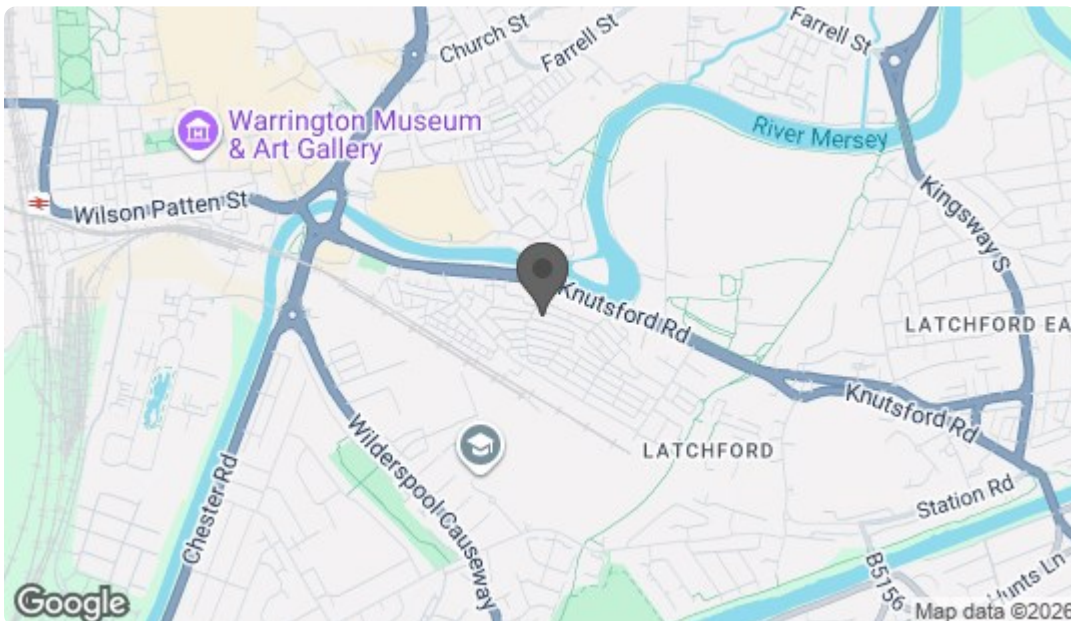 Church St
Farrell St
Farrell St
Warrington Museum
& Art Gallery
River Mersey
Wilson Patten St
Kingsway S
Knutsford Rd
LATCHFORD EA
Knutsford Rd
Wilderspool Causeway
Chester Rd
LATCHFORD
Station Rd
B5156
Hunts Ln
Google
Map data ©2026